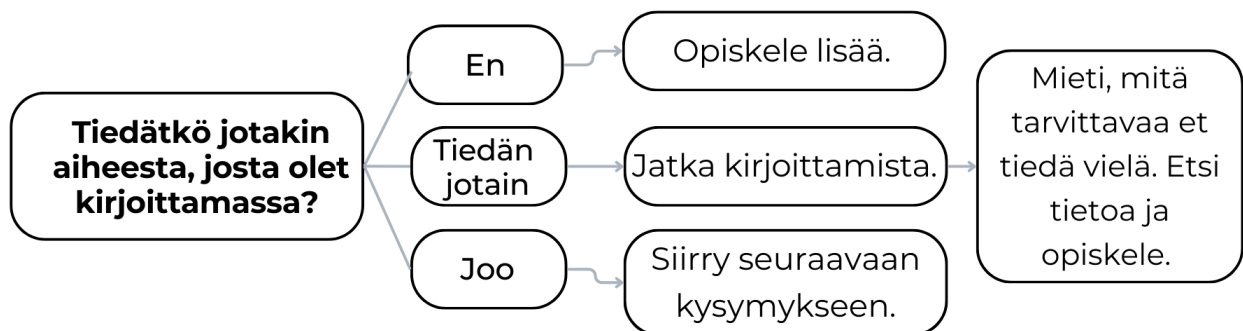 Tiedätkö jotakin
aiheesta, josta olet
kirjoittamassa?
En
Opiskele lisää.
Tiedän
jotain
Jatka kirjoittamista.
Mieti, mitä
tarvittavaa et
tiedä vielä. Etsi
tietoa ja
opiskele.
Joo
Siirry seuraavaan
kysymykseen.